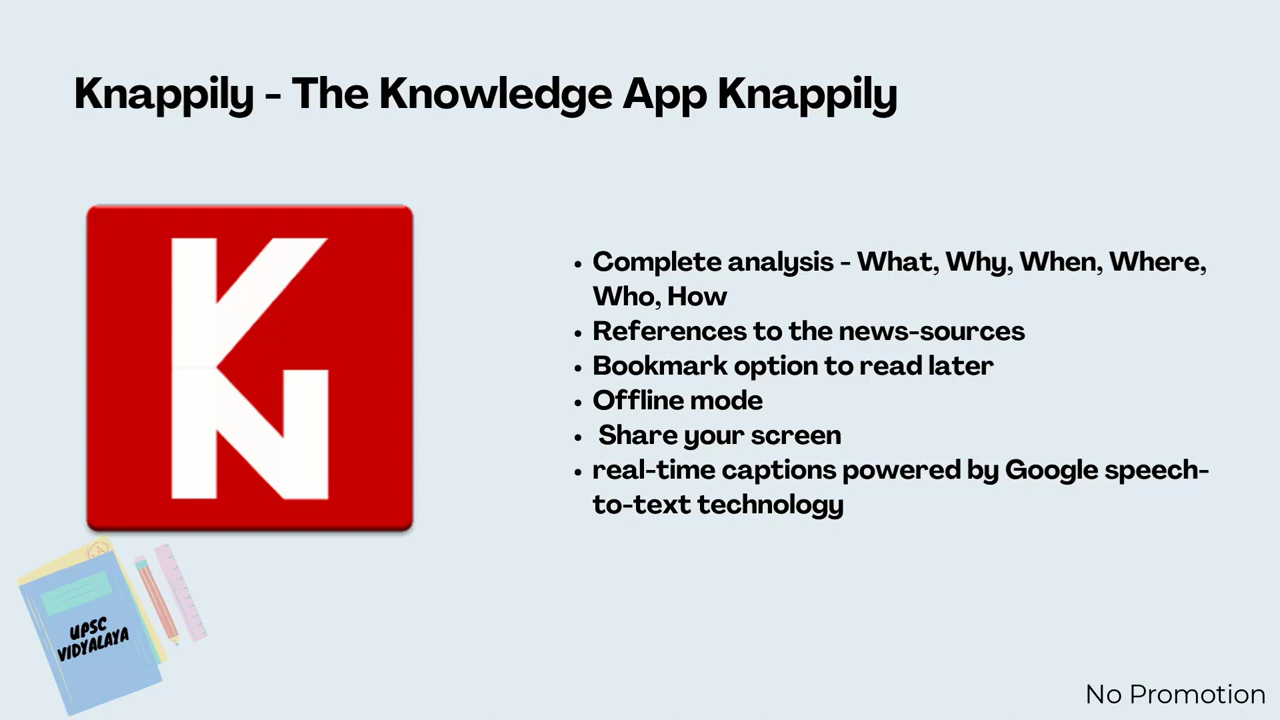 Knappily - The Knowledge App Knappily
KN
• Complete analysis - What, Why, When, Where,
Who, How
• References to the news-sources
• Bookmark option to read later
• Offline mode
• Share your screen
• real-time captions powered by Google speech-
to-text technology
UPSC
VIDYALAYA
No Promotion